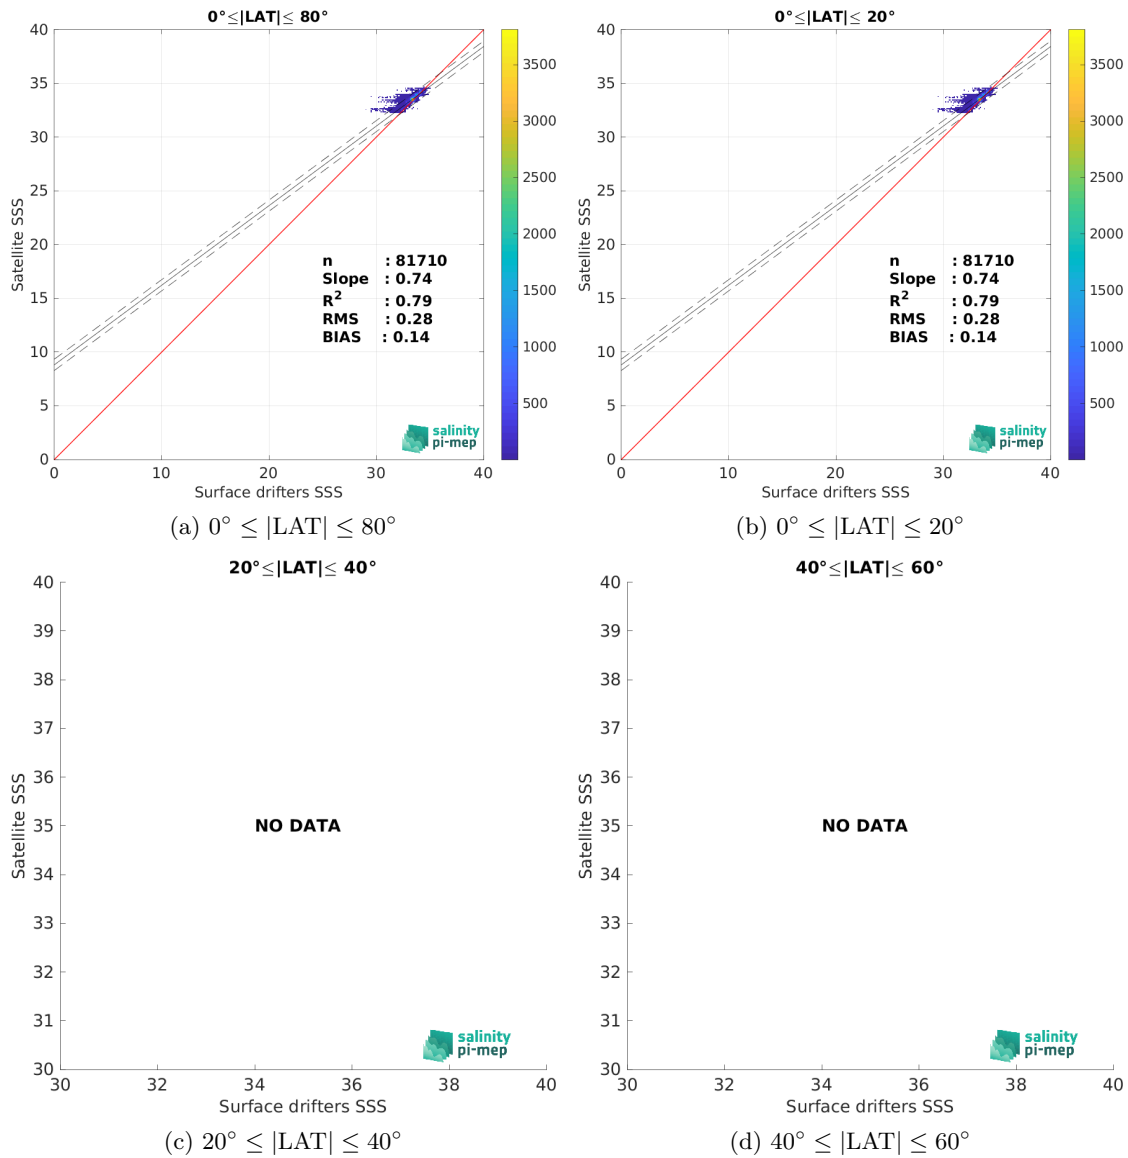 0°≤|LAT|≤ 80°
40
35
30
25
20
15
10
5
0
0
10
20
30
40
Satellite SSS
Surface drifters SSS
3500
3000
2500
2000
1500
1000
500
n : 81710
Slope : 0.74
R² : 0.79
RMS : 0.28
BIAS : 0.14
salinity
pi-mep
(a) 0° ≤ |LAT| ≤ 80°
0°≤|LAT|≤ 20°
40
35
30
25
20
15
10
5
0
0
10
20
30
40
Satellite SSS
Surface drifters SSS
3500
3000
2500
2000
1500
1000
500
n : 81710
Slope : 0.74
R² : 0.79
RMS : 0.28
BIAS : 0.14
salinity
pi-mep
(b) 0° ≤ |LAT| ≤ 20°
20°≤|LAT|≤ 40°
40
39
38
37
36
35
34
33
32
31
30
30
32
34
36
38
40
Satellite SSS
NO DATA
Surface drifters SSS
salinity
pi-mep
(c) 20° ≤ |LAT| ≤ 40°
40°≤|LAT|≤ 60°
40
39
38
37
36
35
34
33
32
31
30
30
32
34
36
38
40
Satellite SSS
NO DATA
Surface drifters SSS
salinity
pi-mep
(d) 40° ≤ |LAT| ≤ 60°